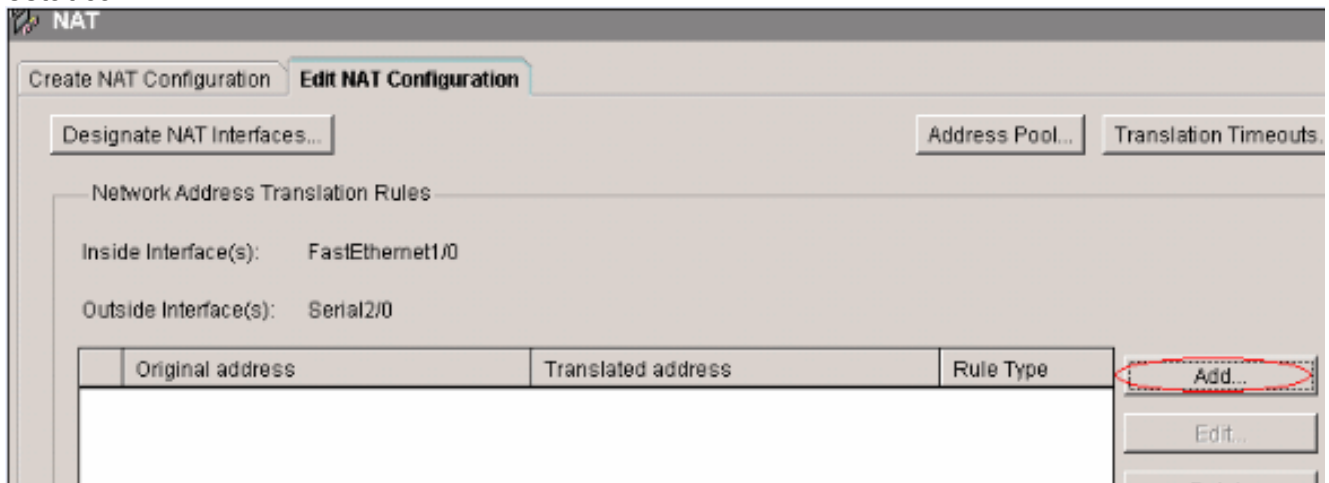 NAT
Create NAT Configuration Edit NAT Configuration
Designate NAT Interfaces... Address Pool... Translation Timeouts.
Network Address Translation Rules
Inside Interface(s): FastEthernet1/0
Outside Interface(s): Serial2/0
Original address Translated address Rule Type Add...
Edit...